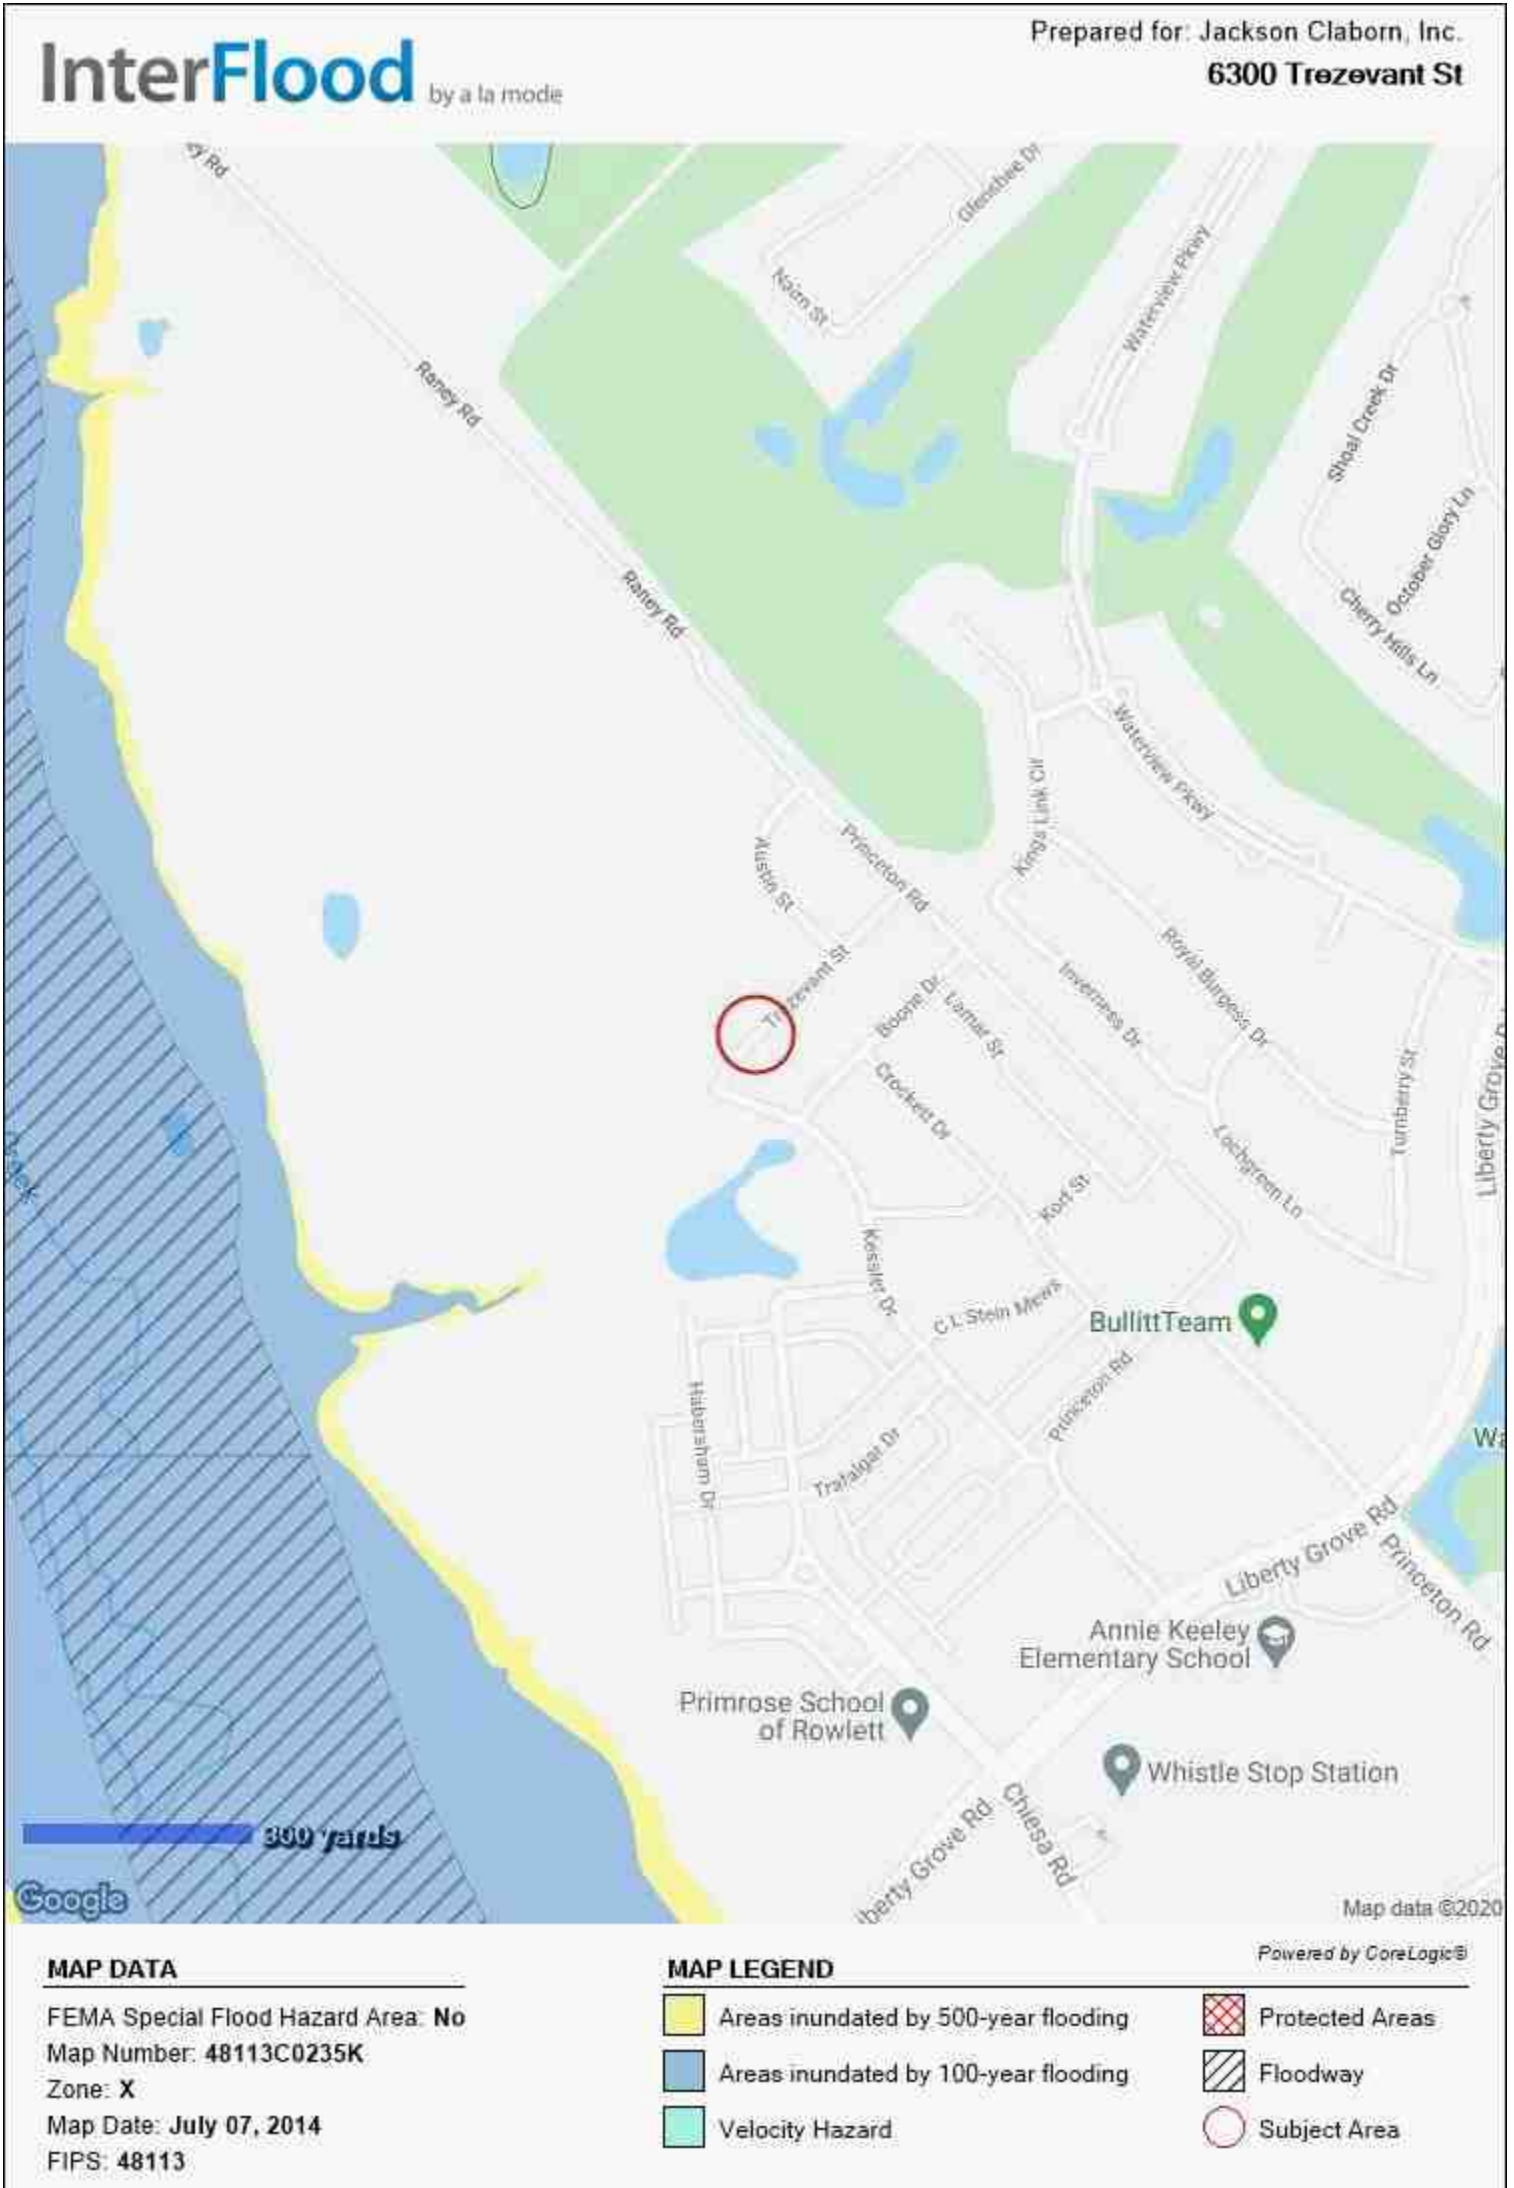 InterFlood by a la mode
Prepared for: Jackson Claborn, Inc.
6300 Trezevant St
y Rd
Glenshee Dr
Nairn St
Waterview Pkwy
Raney Rd
Shoal Creek Dr
October Glory Ln
Raney Rd
Cherry Hills Ln
Waterview Pkwy
Kings Link Cir
Princeton Rd
Austin St
Royal Burgess Dr
Trezevant St
Inverness Dr
Boone Dr
Lamar St
Liberty Grove R
Turnberry St
Crockett Dr
Lochgreen Ln
Kort St
Kessler Dr
C L Stein Mews
BullittTeam
Princeton Rd
Habersham Dr
Trafalgar Dr
Wa
Liberty Grove Rd
Princeton Rd
Annie Keeley
Elementary School
Primrose School
of Rowlett
Whistle Stop Station
Chiesa Rd
iberty Grove Rd
300 yards
Google
Map data ©2020
Powered by CoreLogic®
MAP DATA
FEMA Special Flood Hazard Area: No
Map Number: 48113C0235K
Zone: X
Map Date: July 07, 2014
FIPS: 48113
MAP LEGEND
Areas inundated by 500-year flooding
Areas inundated by 100-year flooding
Velocity Hazard
Protected Areas
Floodway
Subject Area